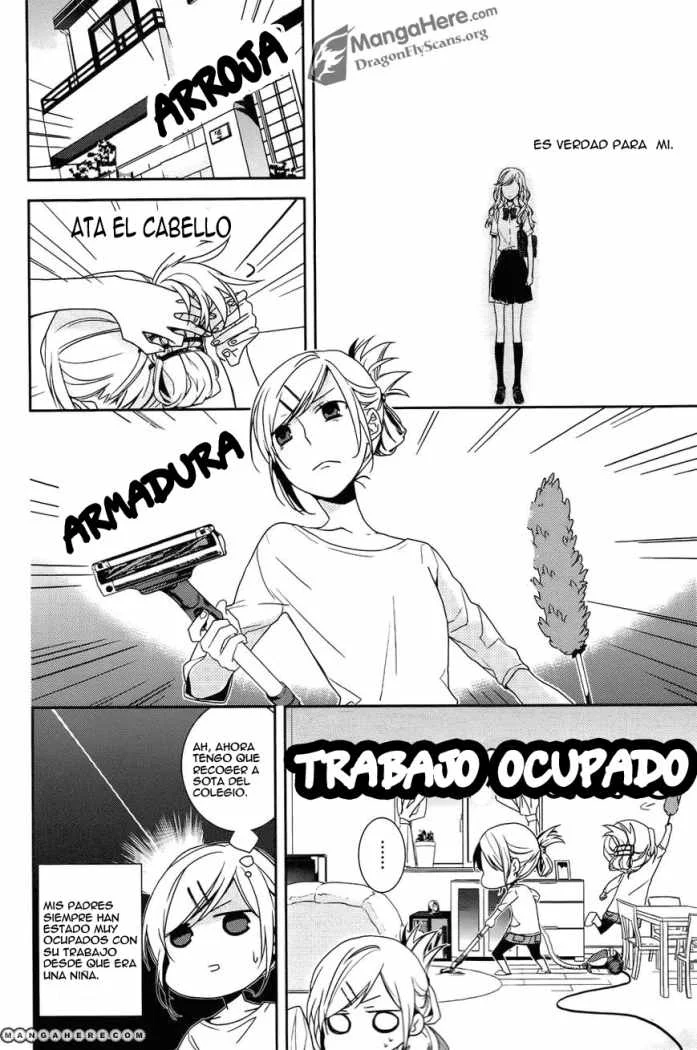 MangaHere.com
DragonFlyScans.org
ARROJA
ES VERDAD PARA MI.
ATA EL CABELLO
ARMADURA
AH, AHORA
TENGO QUE
RECOGER A
SOTA DEL
COLEGIO.
TRABAJO OCUPADO
MIS PADRES
SIEMPRE HAN
ESTADO MUY
OCUPADOS CON
SU TRABAJO
DESDE QUE ERA
UNA NIÑA.
MANGAHERE.COM